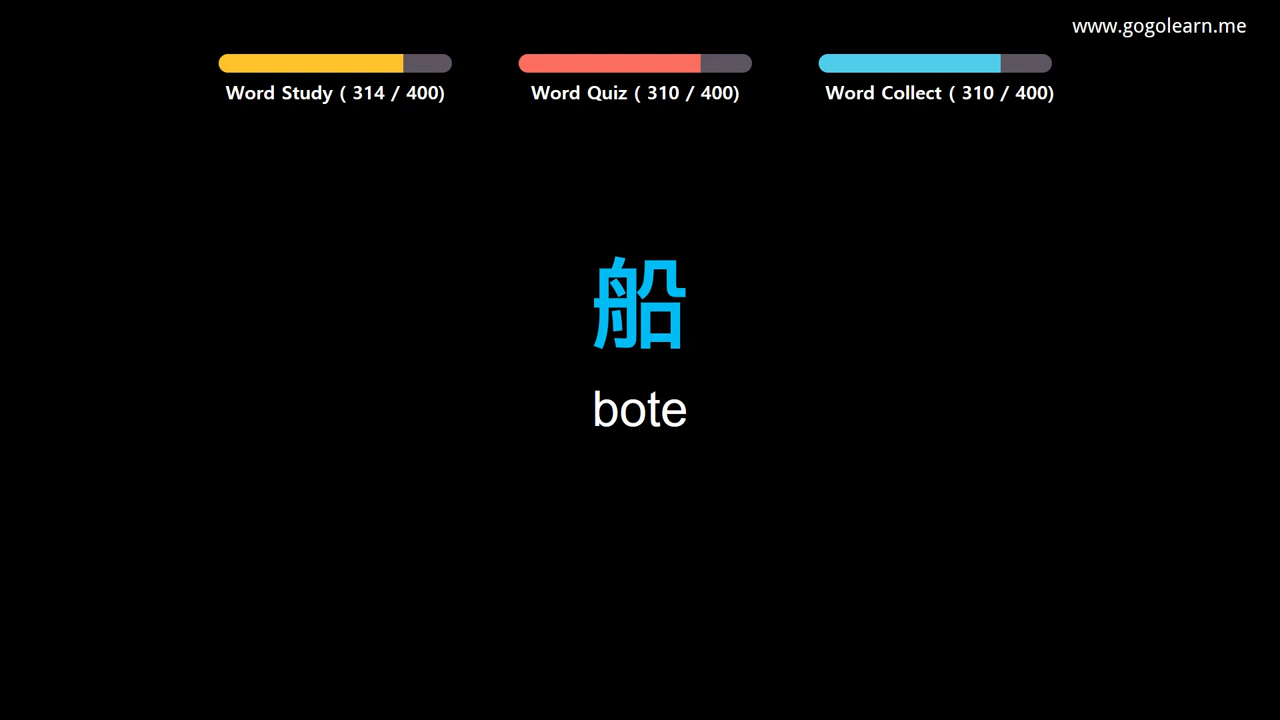 www.gogolearn.me
Word Study ( 314 / 400)
Word Quiz ( 310 / 400)
Word Collect ( 310 / 400)
船
bote